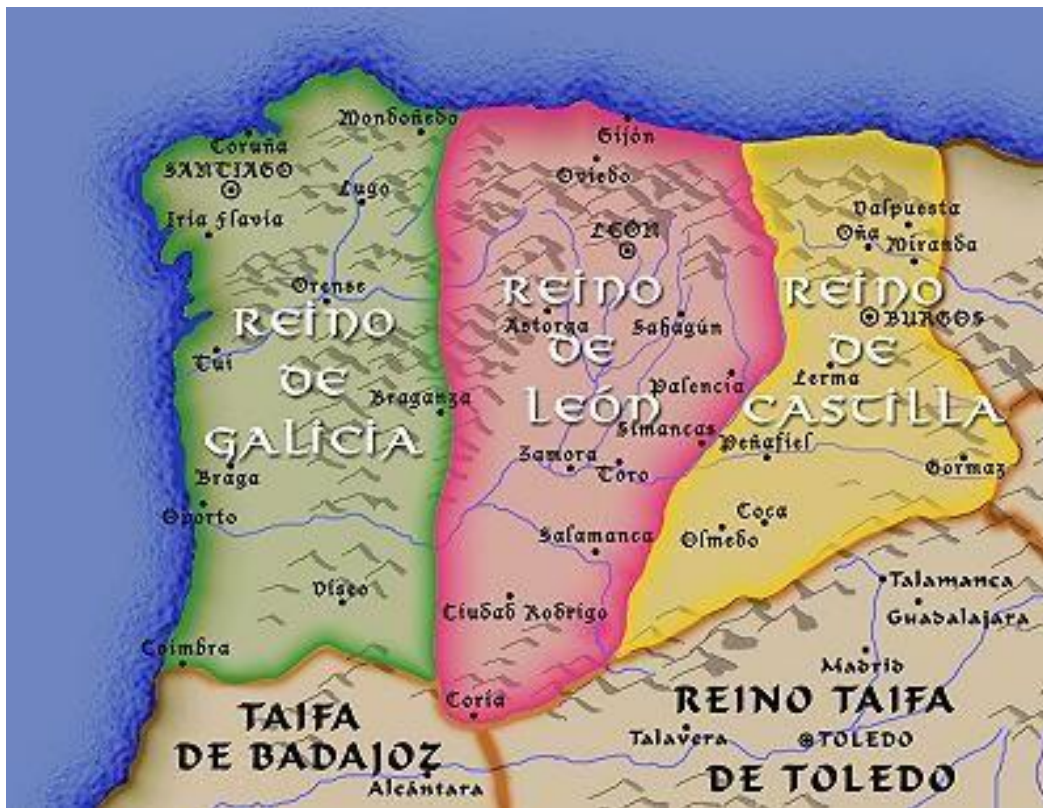 Mondoñedo
Coruña
SANTIAGO
Lugo
Iria Flavia
Orense
REINO
DE
GALICIA
Tui
Braganza
Braga
Oporto
Viseo
Coimbra
Gijón
Oviedo
LEÓN
REINO
DE
LEÓN
Astorga
Sahagún
Palencia
Simancas
Zamora
Toro
Salamanca
Ciudad Rodrigo
Coria
Valpuesta
Oña
Miranda
REINO
DE
CASTILLA
BURGOS
Lerma
Peñafiel
Gormaz
Coca
Olmedo
TAIFA
DE BADAJOZ
Alcántara
Talamanca
Guadalajara
Madrid
REINO TAIFA
DE TOLEDO
Talavera
TOLEDO